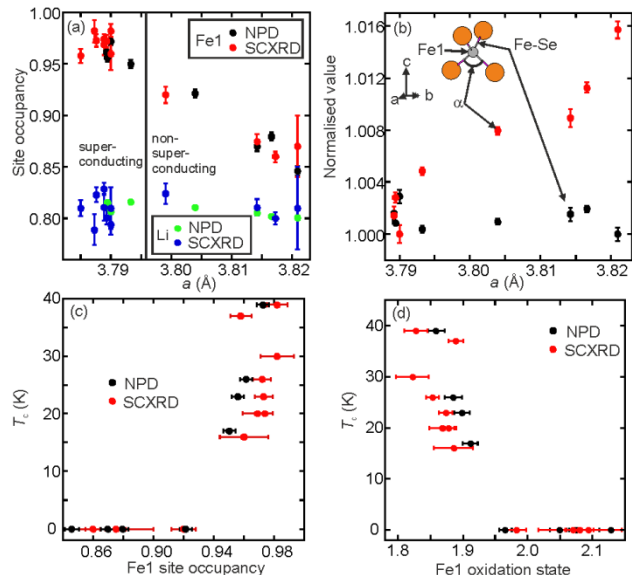 (a)
Fe1
NPD
SCXRD
1.00
0.95
0.90
0.85
0.80
Site occupancy
super-
conducting
non-
super-
conducting
Li
NPD
SCXRD
3.79
3.80
3.81
3.82
a (Å)
(b)
Fe1
Fe-Se
c
a
b
α
1.016
1.012
1.008
1.004
1.000
Normalised value
3.79
3.80
3.81
3.82
a (Å)
(c)
NPD
SCXRD
40
30
20
10
0
Tc (K)
0.86
0.90
0.94
0.98
Fe1 site occupancy
(d)
NPD
SCXRD
40
30
20
10
0
Tc (K)
1.8
1.9
2.0
2.1
Fe1 oxidation state